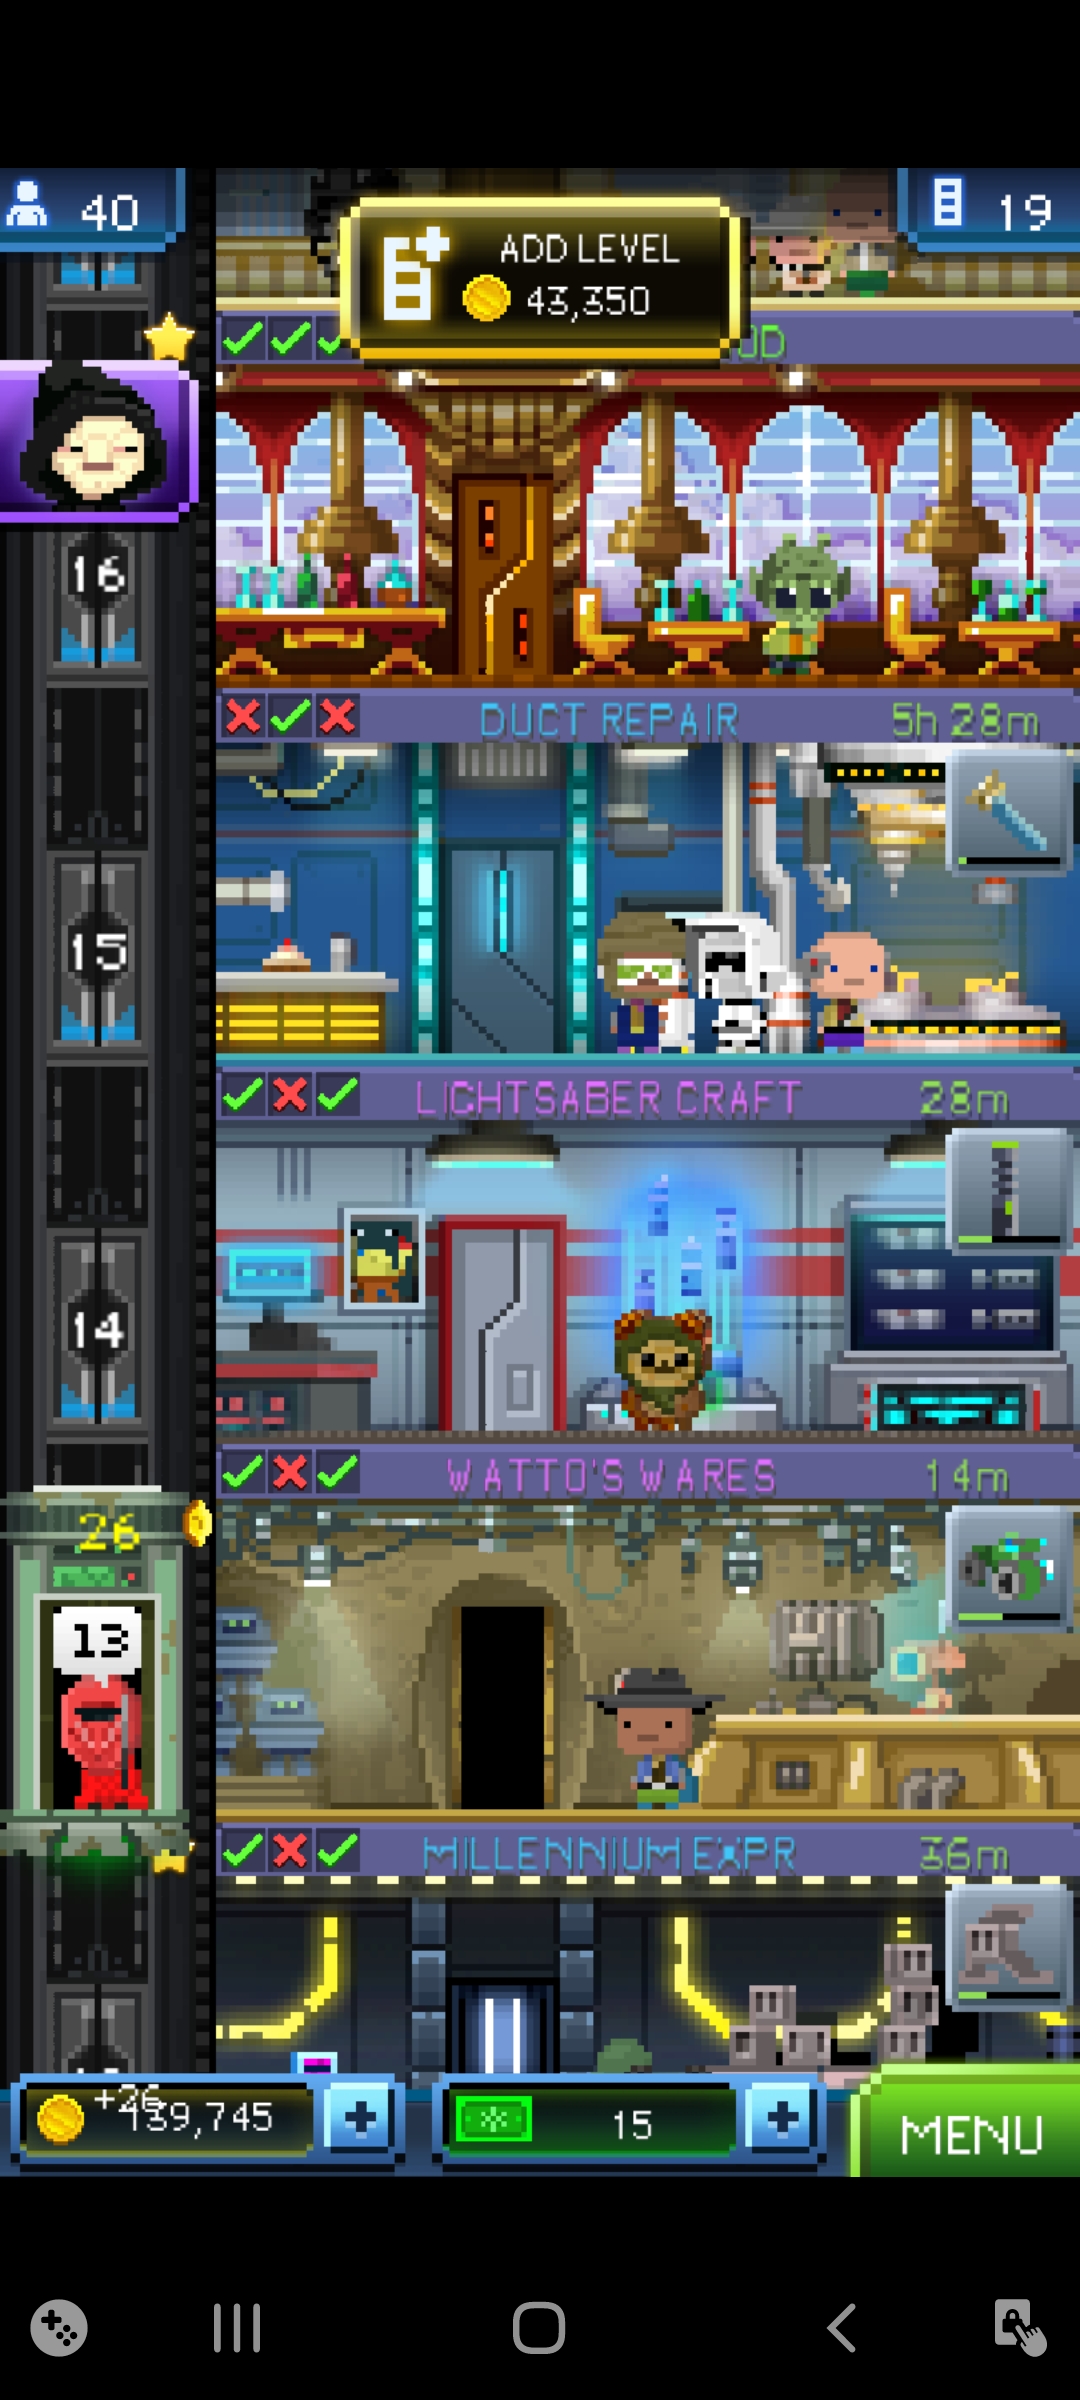 40
19
ADD LEVEL
43,350
16
DUCT REPAIR
5h 28m
15
LIGHTSABER CRAFT
28m
14
WATTO'S WARES
14m
26
13
MILLENNIUM EXPR
36m
+26
139,745
15
MENU